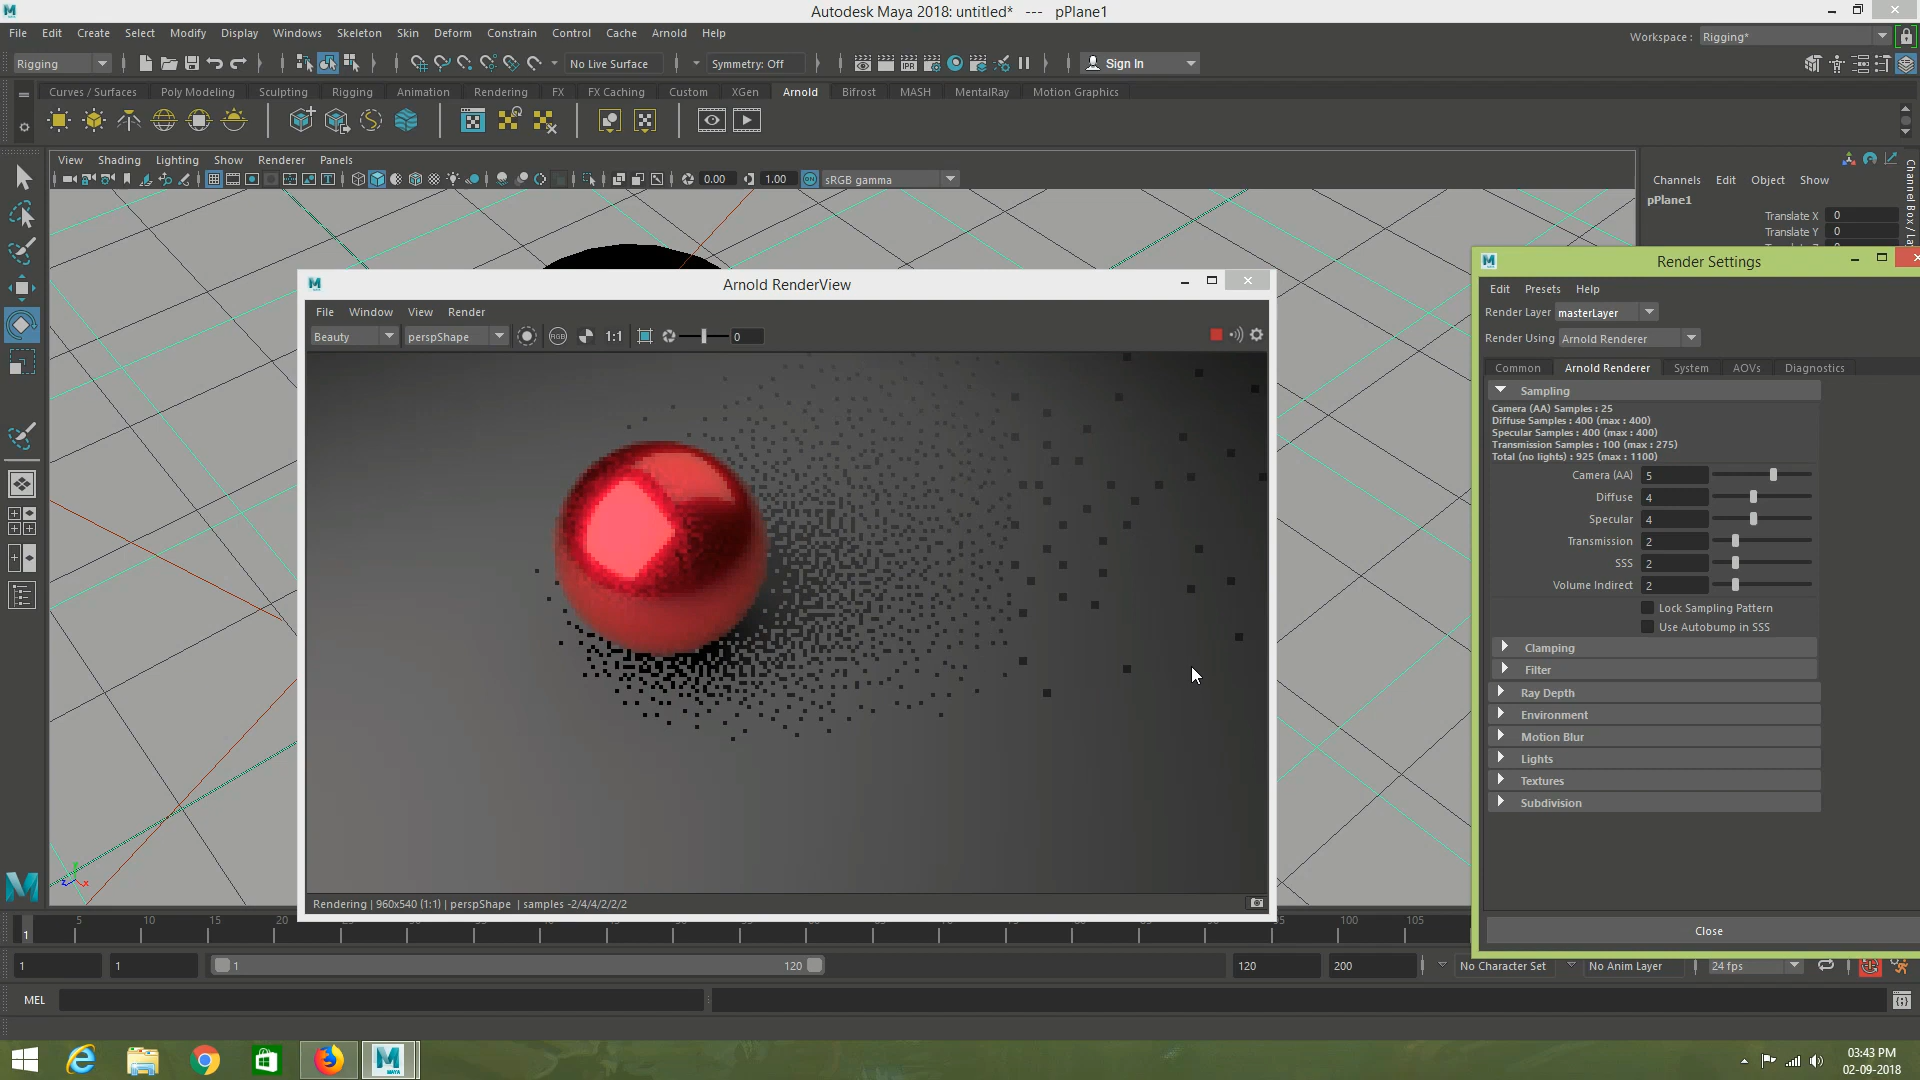 Autodesk Maya 2018: untitled* --- pPlane1
File Edit Create Select Modify Display Windows Skeleton Skin Deform Constrain Control Cache Arnold Help
Workspace : Rigging*
Rigging No Live Surface Symmetry: Off IPR Sign In
Curves / Surfaces Poly Modeling Sculpting Rigging Animation Rendering FX FX Caching Custom XGen Arnold Bifrost MASH MentalRay Motion Graphics
View Shading Lighting Show Renderer Panels
0.00 1.00 ON sRGB gamma
Channels Edit Object Show
pPlane1
Translate X 0
Translate Y 0
Channel Box / La
Arnold RenderView
File Window View Render
Beauty perspShape RGB 1:1 0
Rendering | 960x540 (1:1) | perspShape | samples -2/4/4/2/2/2
Render Settings
Edit Presets Help
Render Layer masterLayer
Render Using Arnold Renderer
Common Arnold Renderer System AOVs Diagnostics
Sampling
Camera (AA) Samples : 25
Diffuse Samples : 400 (max : 400)
Specular Samples : 400 (max : 400)
Transmission Samples : 100 (max : 275)
Total (no lights) : 925 (max : 1100)
Camera (AA) 5
Diffuse 4
Specular 4
Transmission 2
SSS 2
Volume Indirect 2
Lock Sampling Pattern
Use Autobump in SSS
Clamping
Filter
Ray Depth
Environment
Motion Blur
Lights
Textures
Subdivision
Close
1 5 10 15 20 100 105
1 1 1 120 120 200 No Character Set No Anim Layer 24 fps
MEL
MAYA
03:43 PM
02-09-2018